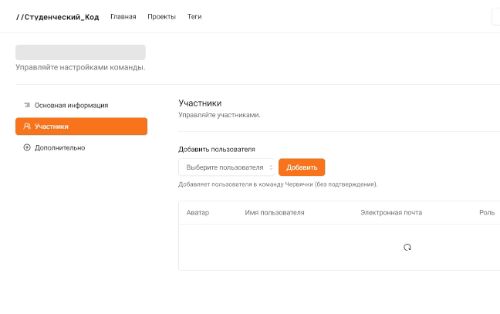 //Студенческий_Код Главная Проекты Теги
Управляйте настройками команды.
Основная информация
Участники
Дополнительно
Участники
Управляйте участниками.
Добавить пользователя
Выберите пользователя Добавить
Добавляет пользователя в команду Червячки (без подтверждение).
Аватар Имя пользователя Электронная почта Роль